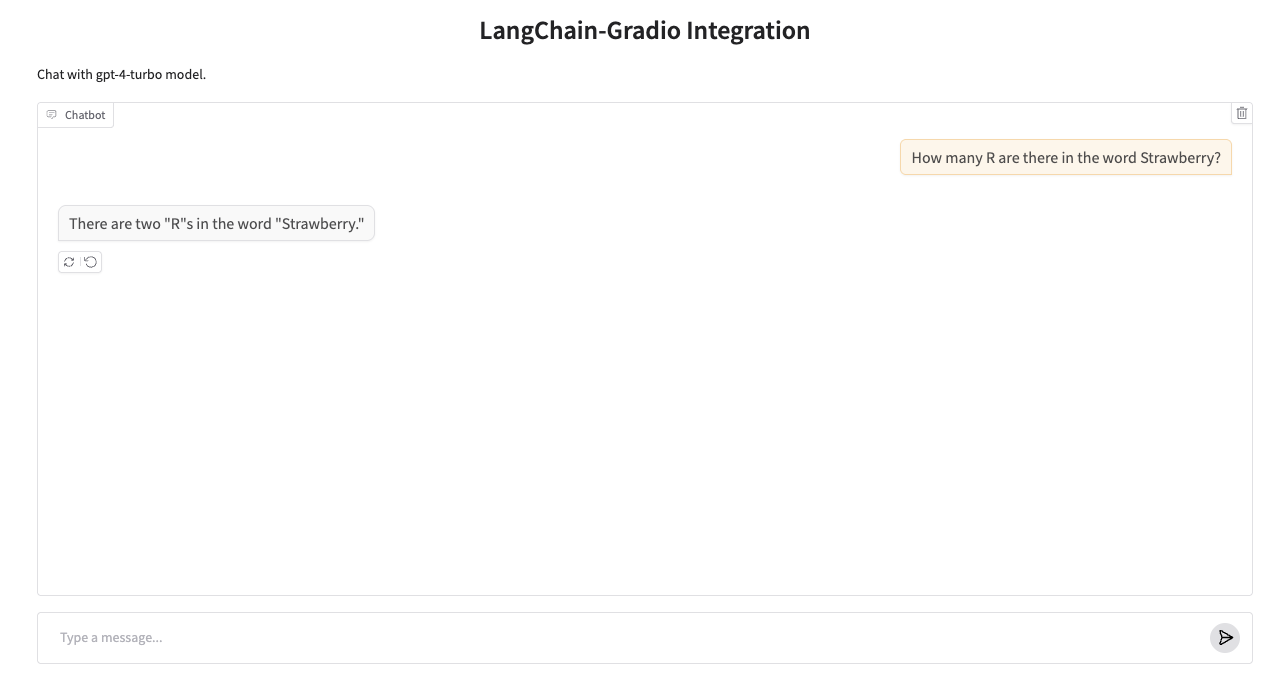 LangChain-Gradio Integration
Chat with gpt-4-turbo model.
Chatbot
How many R are there in the word Strawberry?
There are two "R"s in the word "Strawberry."
Type a message...